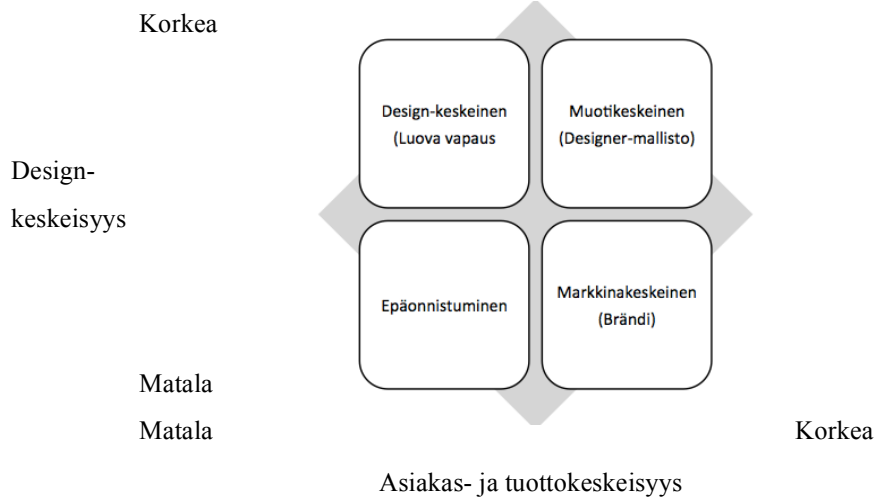 Korkea
Design-keskeinen
(Luova vapaus
Muotikeskeinen
(Designer-mallisto)
Design-
keskeisyys
Epäonnistuminen
Markkinakeskeinen
(Brändi)
Matala
Matala
Korkea
Asiakas- ja tuottokeskeisyys